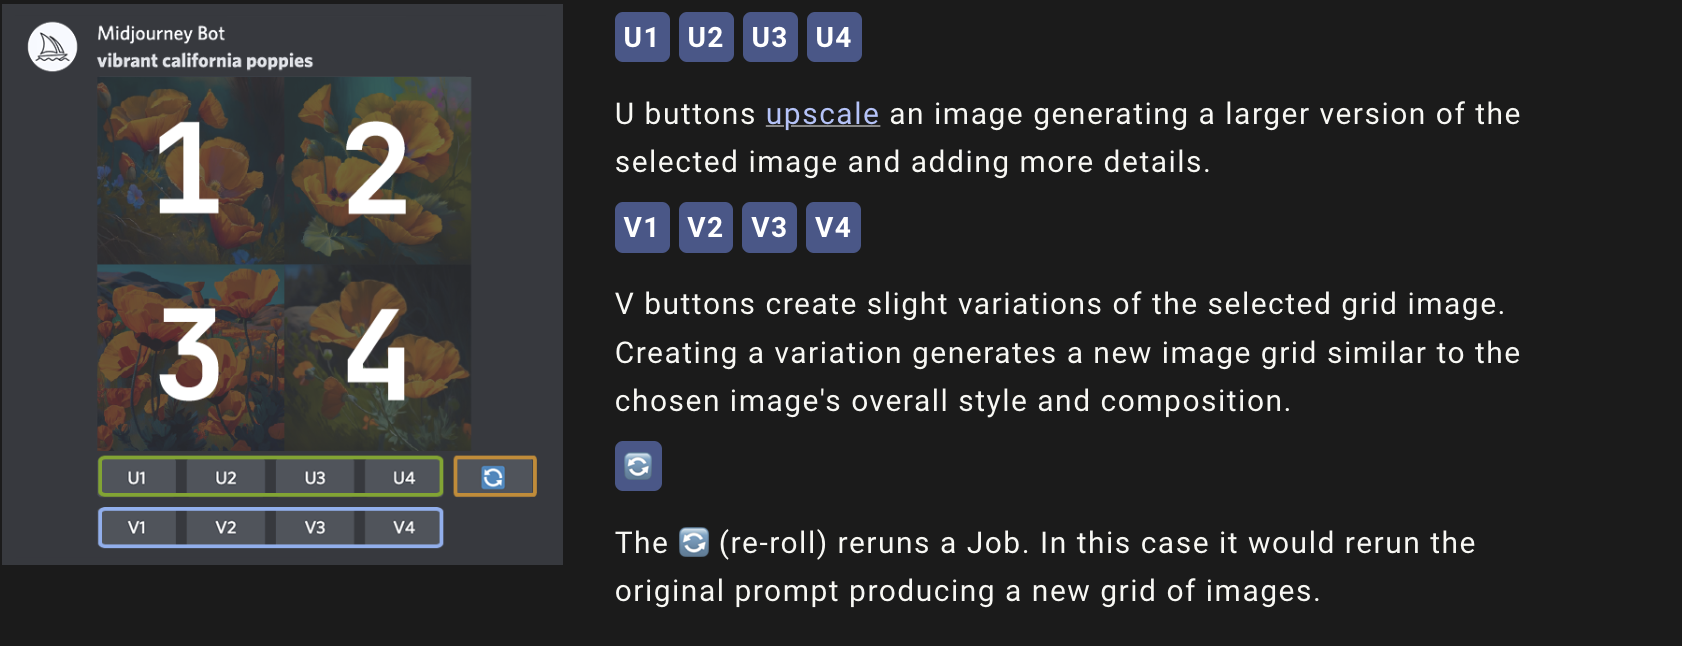 Midjourney Bot
vibrant california poppies
1 2
3 4
U1 U2 U3 U4
V1 V2 V3 V4
U1 U2 U3 U4
U buttons upscale an image generating a larger version of the
selected image and adding more details.
V1 V2 V3 V4
V buttons create slight variations of the selected grid image.
Creating a variation generates a new image grid similar to the
chosen image's overall style and composition.
The 🔄 (re-roll) reruns a Job. In this case it would rerun the
original prompt producing a new grid of images.